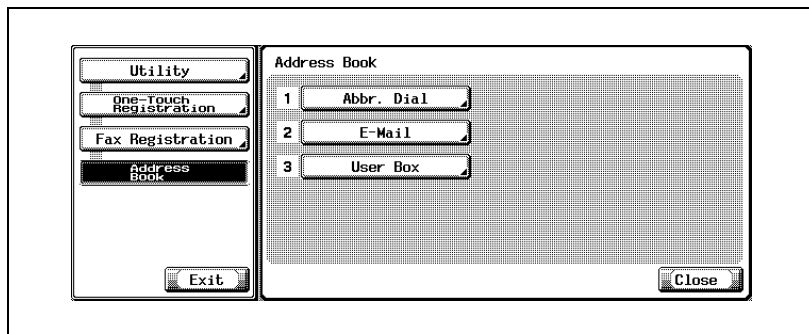 Utility
One-Touch
Registration
Fax Registration
Address
Book
Exit
Address Book
1 Abbr. Dial
2 E-Mail
3 User Box
Close